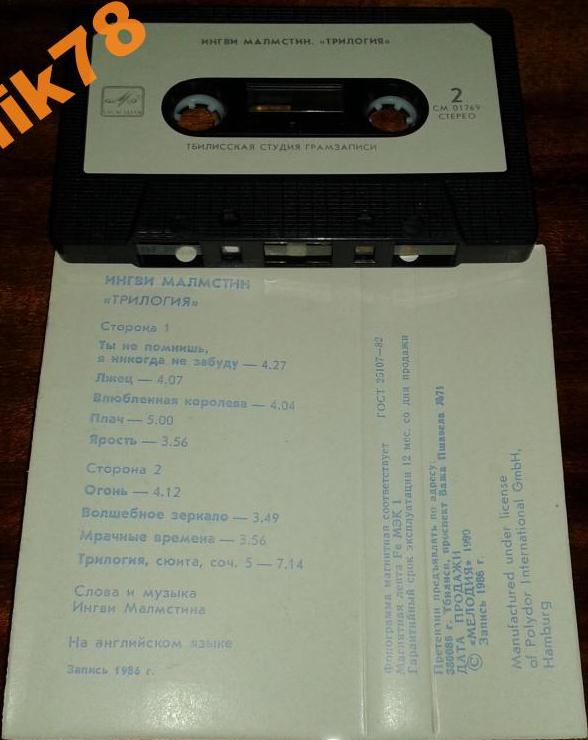 lik78
ИНГВИ МАЛМСТИН. «ТРИЛОГИЯ»
2
СМ 01769
СТЕРЕО
ТБИЛИССКАЯ СТУДИЯ ГРАМЗАПИСИ
ИНГВИ МАЛМСТИН
«ТРИЛОГИЯ»
Сторона 1
Ты не помнишь,
я никогда не забуду — 4.27
Лжец — 4.07
Влюбленная королева — 4.04
Плач — 5.00
Ярость — 3.56
Сторона 2
Огонь — 4.12
Волшебное зеркало — 3.49
Мрачные времена — 3.56
Трилогия, сюита, соч. 5 — 7.14
Слова и музыка
Ингви Малмстина
На английском языке
Запись 1986 г.
Фонограмма магнитная соответствует ГОСТ 25107—82
Магнитная лента Fe МЭК 1
Гарантийный срок эксплуатации 12 мес. со дня продажи
Претензии предъявлять по адресу:
380086 г. Тбилиси, проспект Важа Пшавела №71
ДАТА ПРОДАЖИ
© «МЕЛОДИЯ» 1990
Запись 1986 г.
Manufactured under license
of Polydor International GmbH,
Hamburg